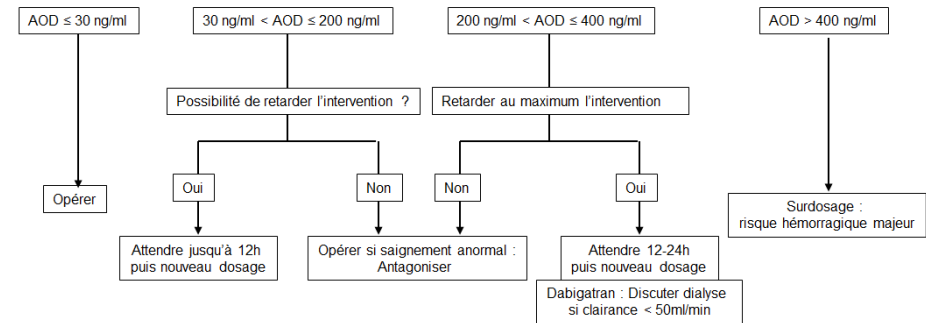 AOD ≤ 30 ng/ml
30 ng/ml < AOD ≤ 200 ng/ml
200 ng/ml < AOD ≤ 400 ng/ml
AOD > 400 ng/ml
Possibilité de retarder l'intervention ?
Retarder au maximum l'intervention
Opérer
Oui
Non
Non
Oui
Surdosage :
risque hémorragique majeur
Attendre jusqu'à 12h
puis nouveau dosage
Opérer si saignement anormal :
Antagoniser
Attendre 12-24h
puis nouveau dosage
Dabigatran : Discuter dialyse
si clairance < 50ml/min